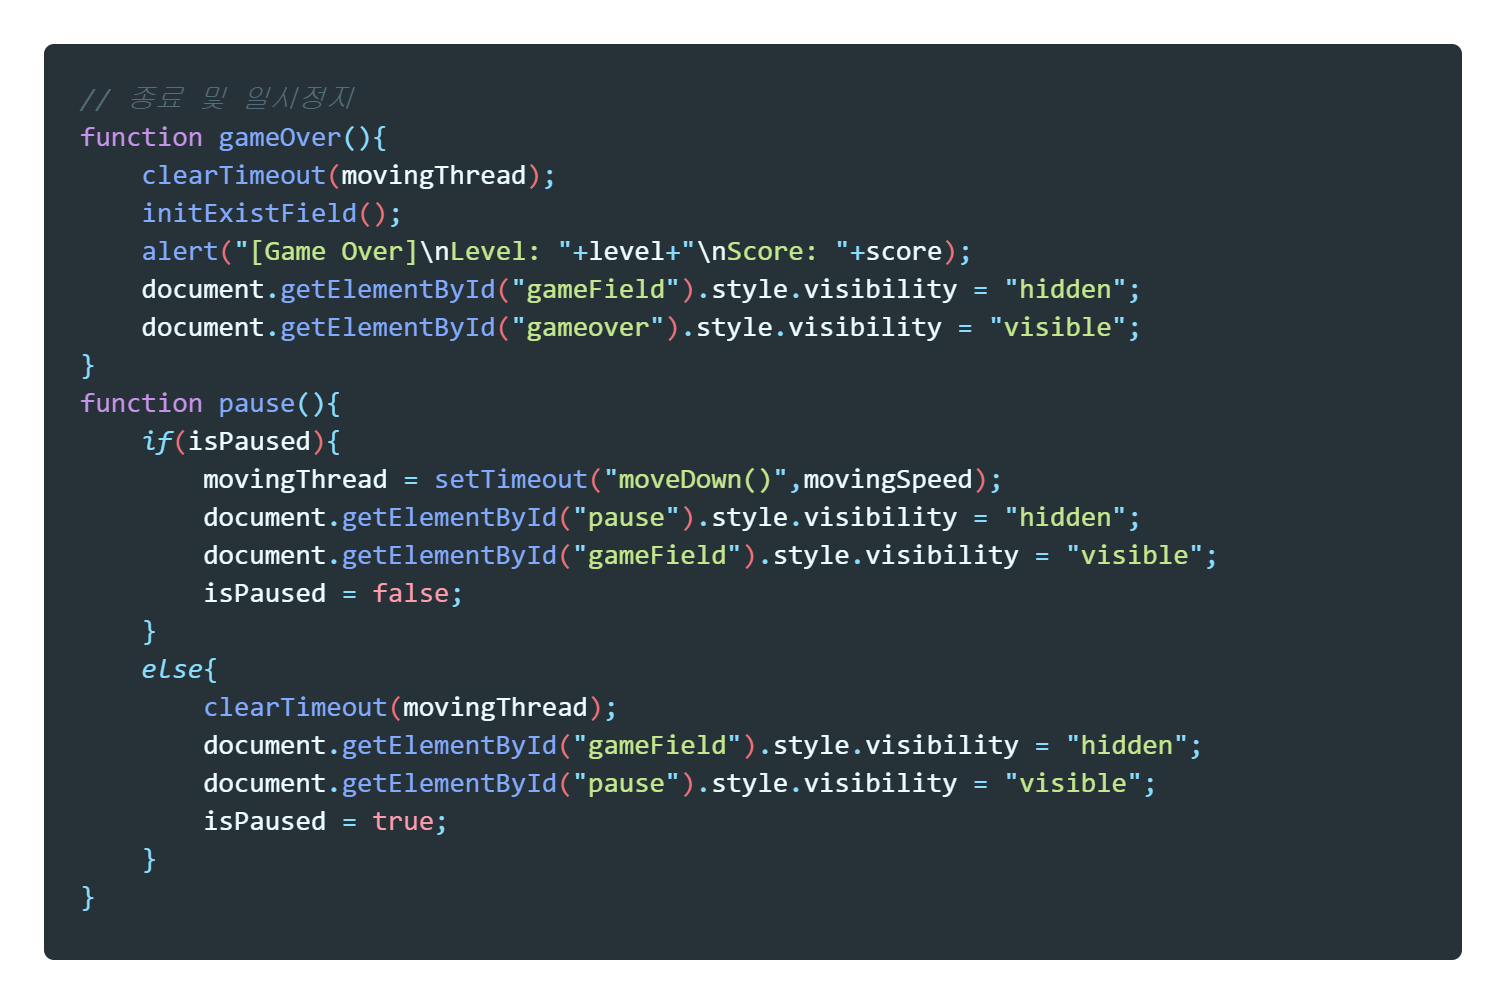 // 종료 및 일시정지
function gameOver(){
    clearTimeout(movingThread);
    initExistField();
    alert("[Game Over]\nLevel: "+level+"\nScore: "+score);
    document.getElementById("gameField").style.visibility = "hidden";
    document.getElementById("gameover").style.visibility = "visible";
}
function pause(){
    if(isPaused){
        movingThread = setTimeout("moveDown()",movingSpeed);
        document.getElementById("pause").style.visibility = "hidden";
        document.getElementById("gameField").style.visibility = "visible";
        isPaused = false;
    }
    else{
        clearTimeout(movingThread);
        document.getElementById("gameField").style.visibility = "hidden";
        document.getElementById("pause").style.visibility = "visible";
        isPaused = true;
    }
}